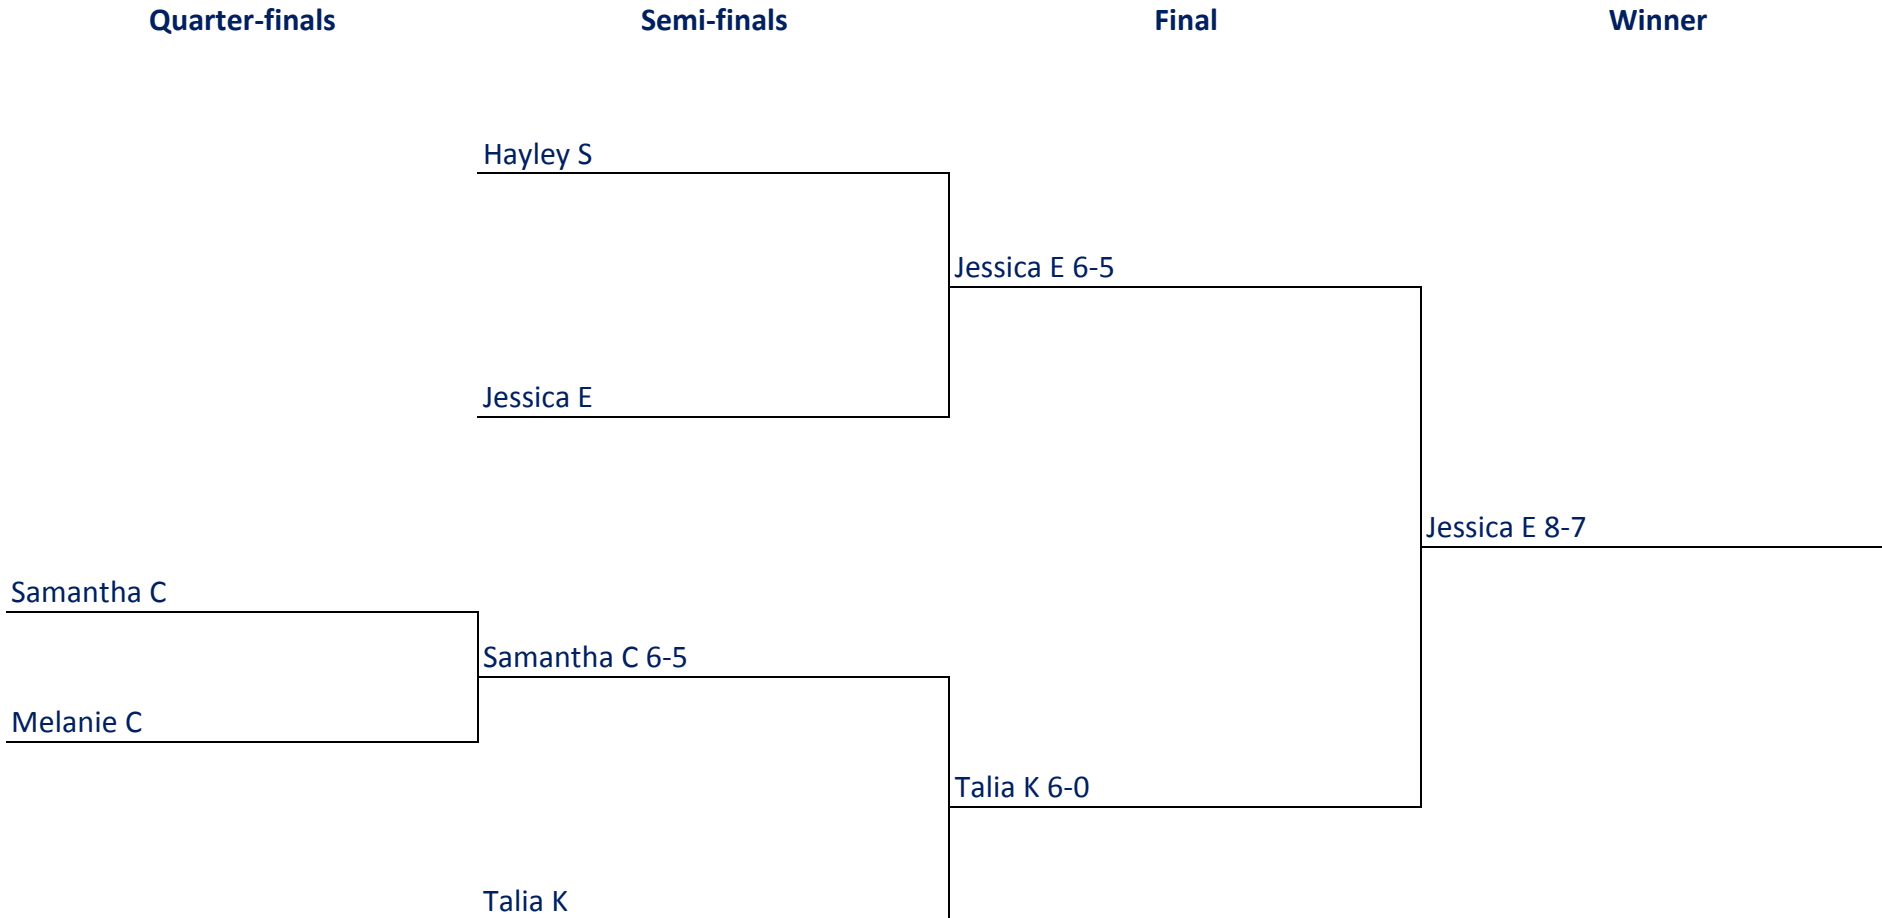 Quarter-finals Semi-finals Final Winner
Hayley S
Jessica E 6-5
Jessica E
Jessica E 8-7
Samantha C
Samantha C 6-5
Melanie C
Talia K 6-0
Talia K